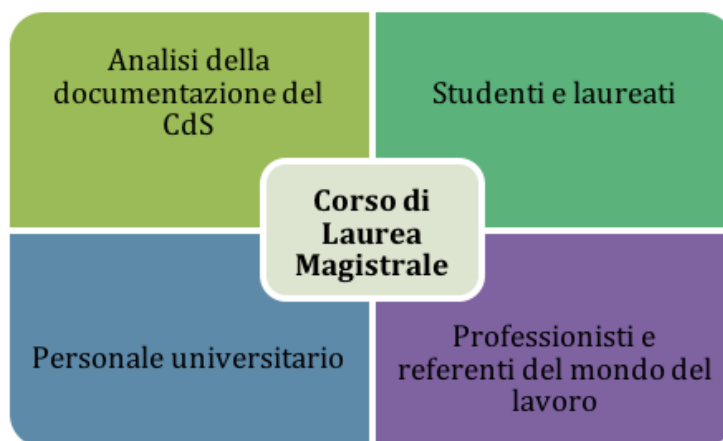 Analisi della
documentazione del
CdS
Studenti e laureati
Corso di
Laurea
Magistrale
Personale universitario
Professionisti e
referenti del mondo del
lavoro